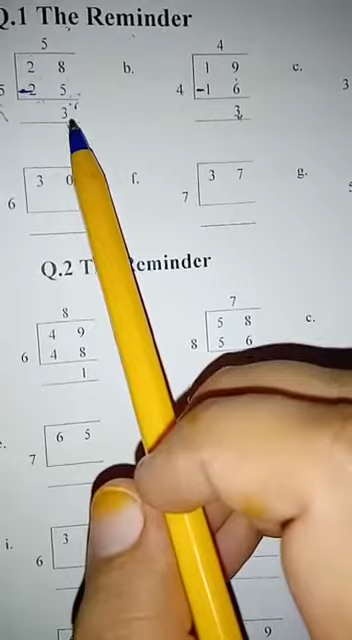 Q.1 The Reminder
5 4
5 2 8 b. 4 1 9 c. 3
-2 5 -1 6
3 3
6 3 0 f. 7 3 7 g.
Q.2 T Reminder
8 7
6 4 9 8 5 8 c.
4 8 5 6
1
7 6 5
i. 6 3
9